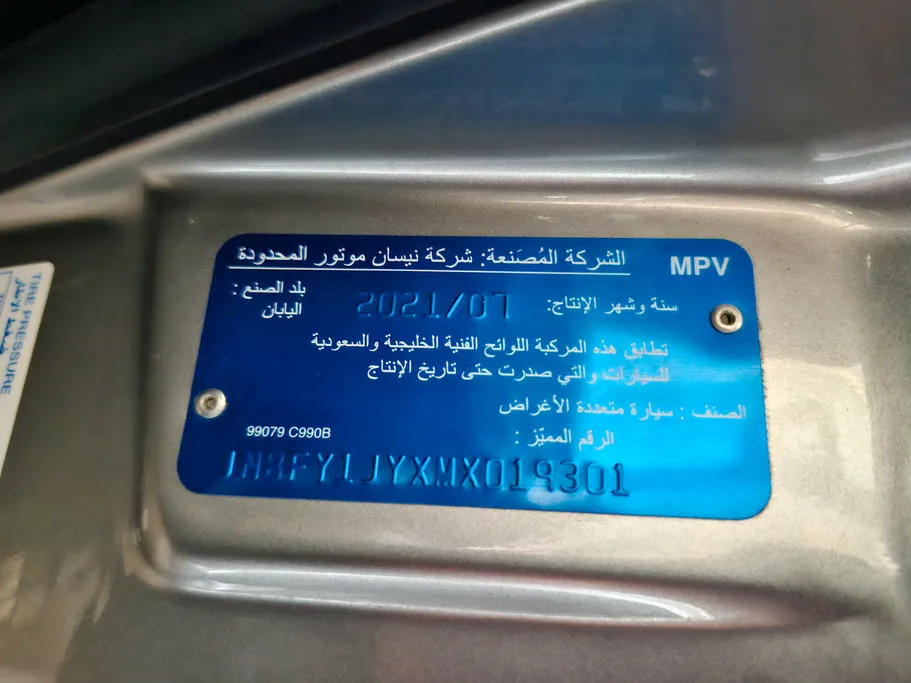 الشركة المُصَنعة: شركة نيسان موتور المحدودة
MPV
سنة وشهر الإنتاج: 2021/07
بلد الصنع :
اليابان
تطابق هذه المركبة اللوائح الفنية الخليجية والسعودية
للسيارات والتي صدرت حتى تاريخ الإنتاج
الصنف : سيارة متعددة الأغراض
الرقم المميّز :
99079 C990B
JN8FY1JYXMX019301
TIRE PRESSURE